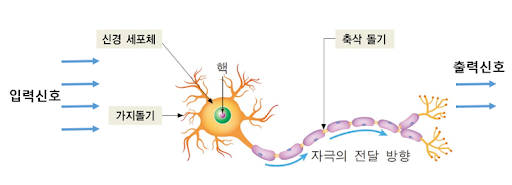 신경 세포체
축삭 돌기
핵
출력신호
입력신호
가지돌기
자극의 전달 방향